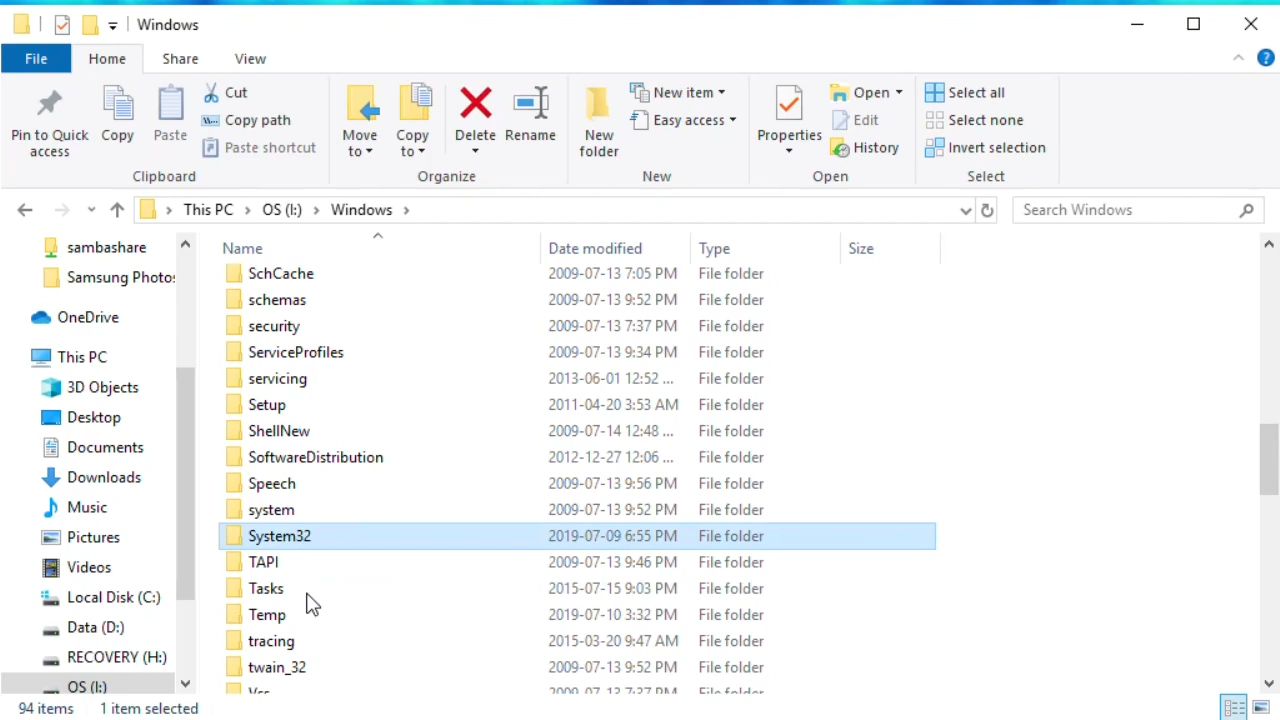 Windows
File Home Share View
Pin to Quick access
Copy
Paste
Cut
Copy path
Paste shortcut
Clipboard
Move to
Copy to
Delete
Rename
Organize
New folder
New item
Easy access
New
Properties
Open
Edit
History
Open
Select all
Select none
Invert selection
Select
This PC > OS (I:) > Windows >
Search Windows
sambashare
Samsung Photos
OneDrive
This PC
3D Objects
Desktop
Documents
Downloads
Music
Pictures
Videos
Local Disk (C:)
Data (D:)
RECOVERY (H:)
OS (I:)
Name Date modified Type Size
SchCache 2009-07-13 7:05 PM File folder
schemas 2009-07-13 9:52 PM File folder
security 2009-07-13 7:37 PM File folder
ServiceProfiles 2009-07-13 9:34 PM File folder
servicing 2013-06-01 12:52 ... File folder
Setup 2011-04-20 3:53 AM File folder
ShellNew 2009-07-14 12:48 ... File folder
SoftwareDistribution 2012-12-27 12:06 ... File folder
Speech 2009-07-13 9:56 PM File folder
system 2009-07-13 9:52 PM File folder
System32 2019-07-09 6:55 PM File folder
TAPI 2009-07-13 9:46 PM File folder
Tasks 2015-07-15 9:03 PM File folder
Temp 2019-07-10 3:32 PM File folder
tracing 2015-03-20 9:47 AM File folder
twain_32 2009-07-13 9:52 PM File folder
Vss 2009-07-13 7:37 PM File folder
94 items 1 item selected